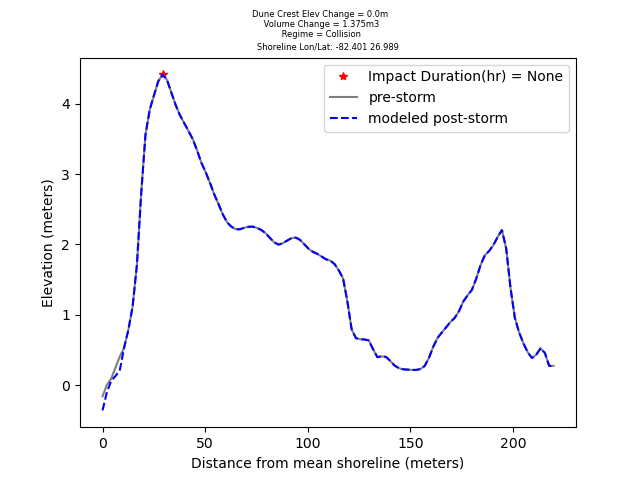 Dune Crest Elev Change = 0.0m
Volume Change = 1.375m3
Regime = Collision
Shoreline Lon/Lat: -82.401 26.989
Impact Duration(hr) = None
pre-storm
modeled post-storm
Elevation (meters)
4
3
2
1
0
0 50 100 150 200
Distance from mean shoreline (meters)